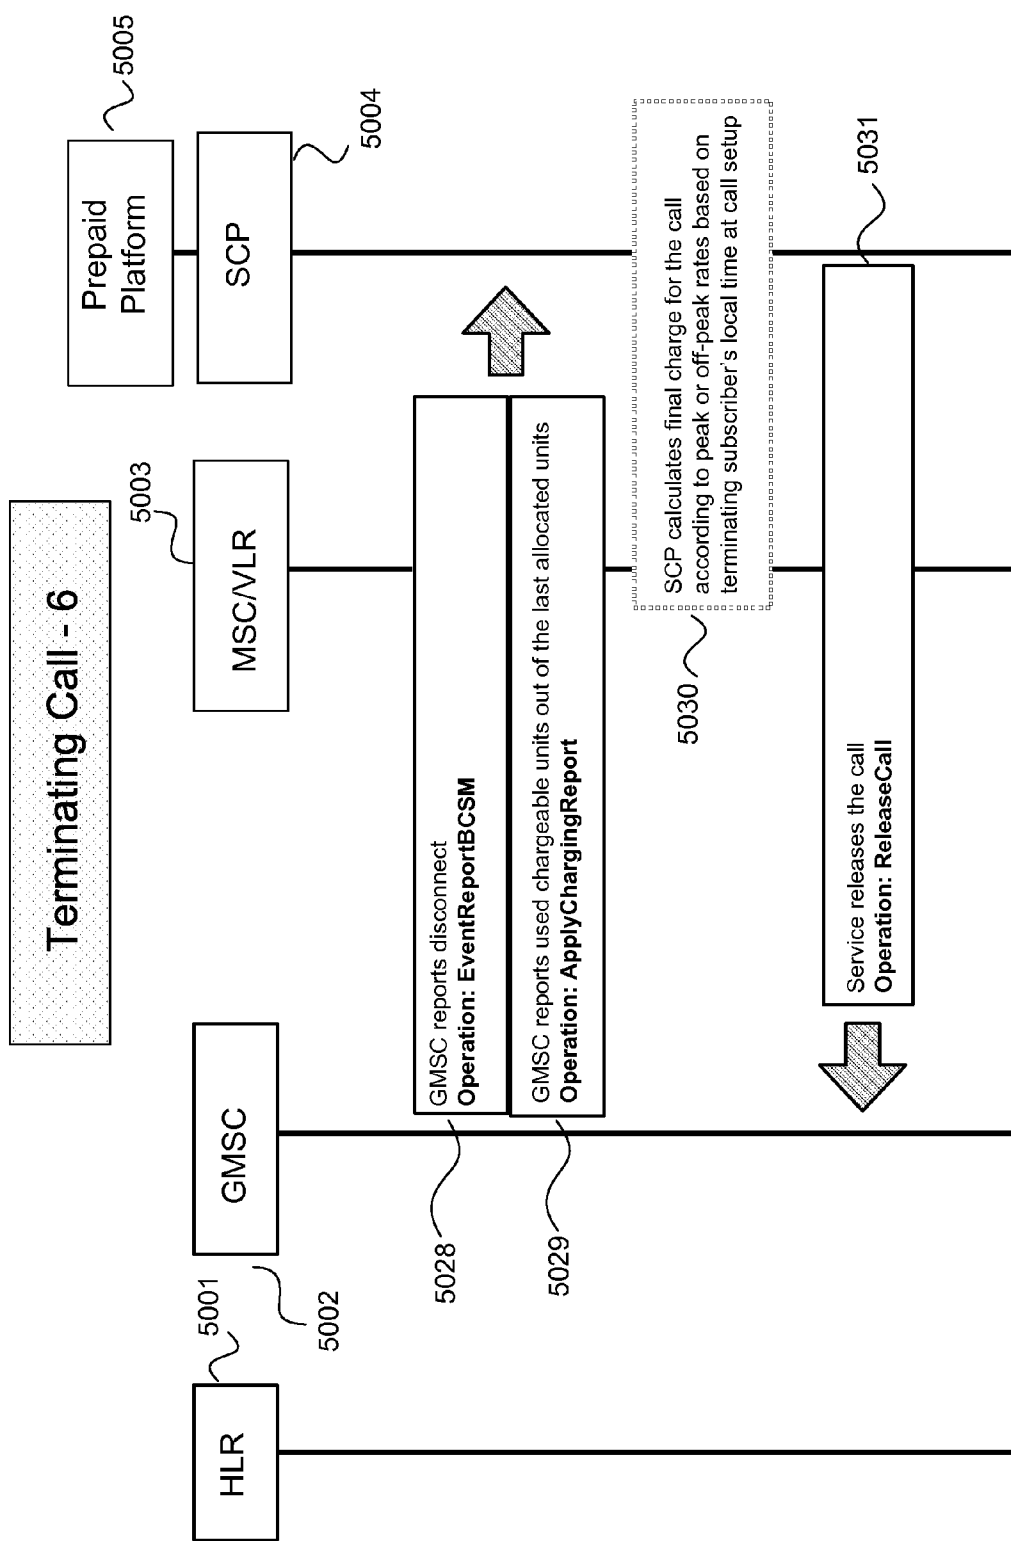 Terminating Call - 6
Prepaid
Platform
5005
HLR
5001
GMSC
5002
MSC/VLR
5003
SCP
5004
GMSC reports disconnect
Operation: EventReportBCSM
5028
GMSC reports used chargeable units out of the last allocated units
Operation: ApplyChargingReport
5029
SCP calculates final charge for the call
according to peak or off-peak rates based on
terminating subscriber's local time at call setup
5030
Service releases the call
Operation: ReleaseCall
5031